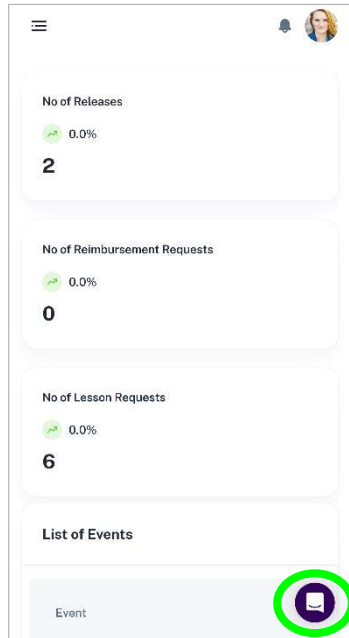 No of Releases
0.0%
2
No of Reimbursement Requests
0.0%
0
No of Lesson Requests
0.0%
6
List of Events
Event